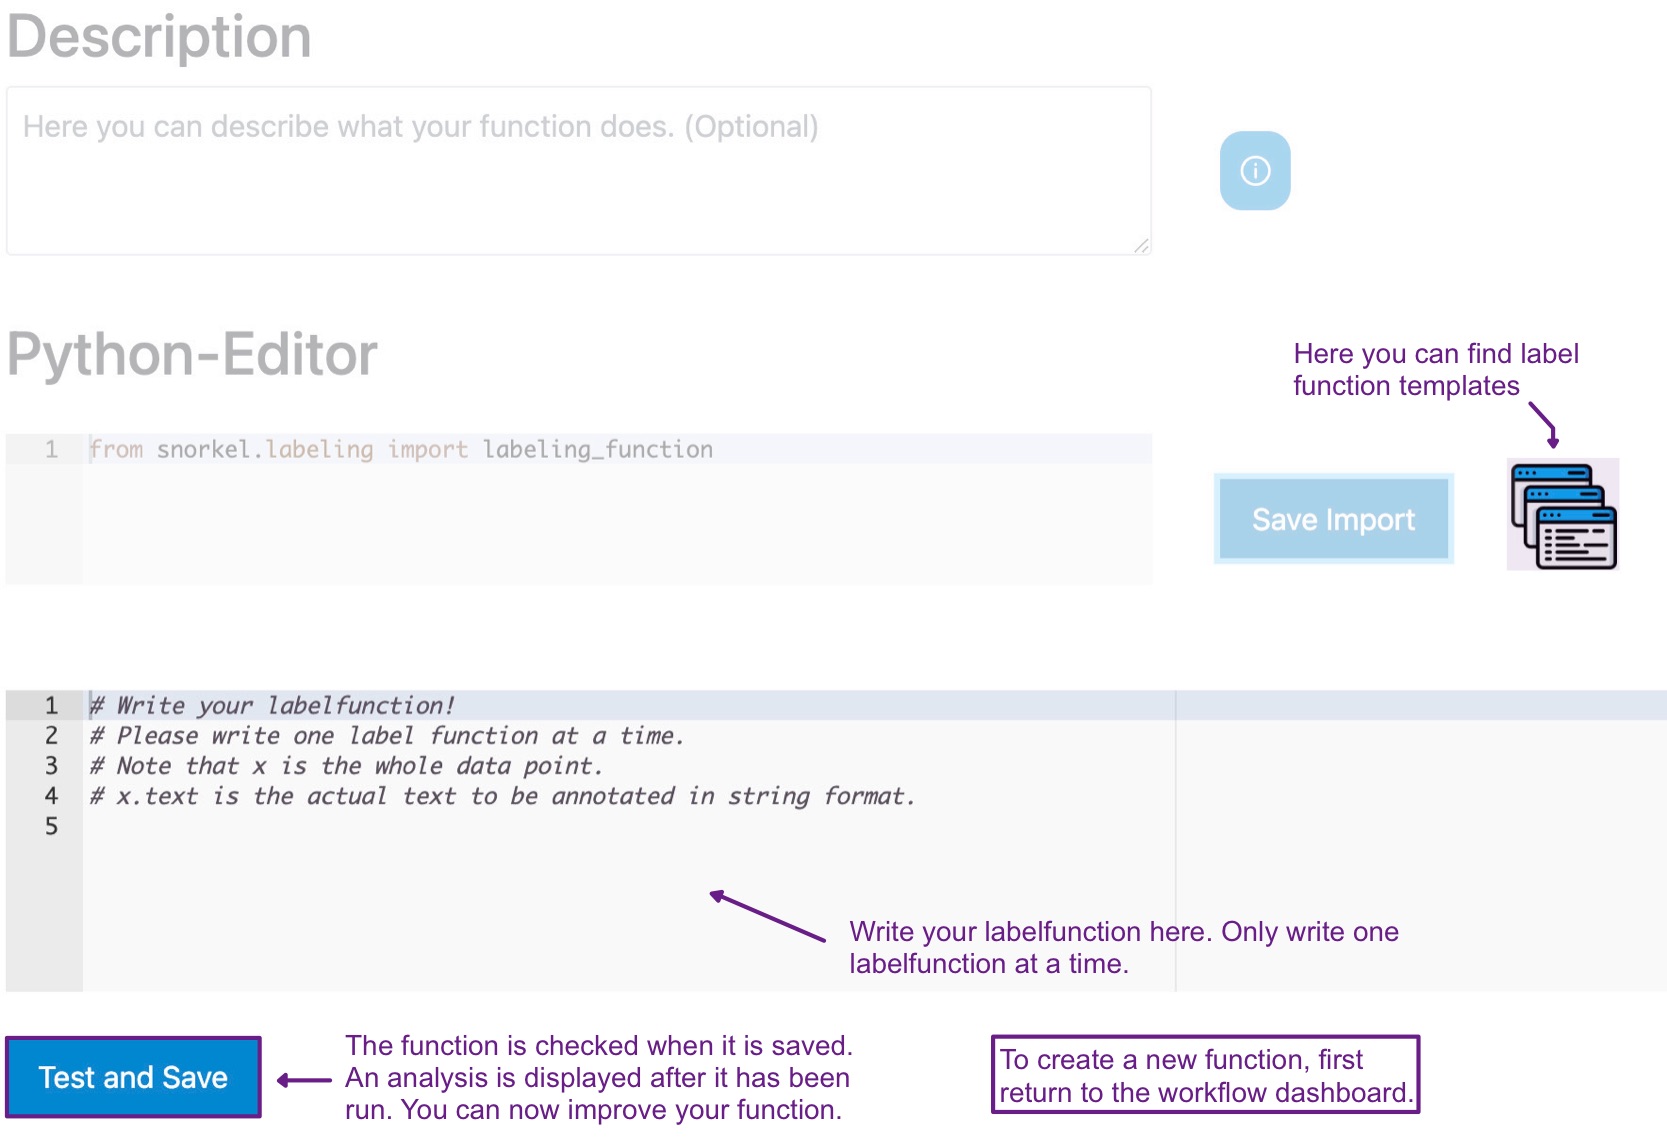 Description
Here you can describe what your function does. (Optional)
Python-Editor
Here you can find label
function templates
1 from snorkel.labeling import labeling_function
Save Import
1 # Write your labelfunction!
2 # Please write one label function at a time.
3 # Note that x is the whole data point.
4 # x.text is the actual text to be annotated in string format.
5
Write your labelfunction here. Only write one
labelfunction at a time.
Test and Save
The function is checked when it is saved.
An analysis is displayed after it has been
run. You can now improve your function.
To create a new function, first
return to the workflow dashboard.